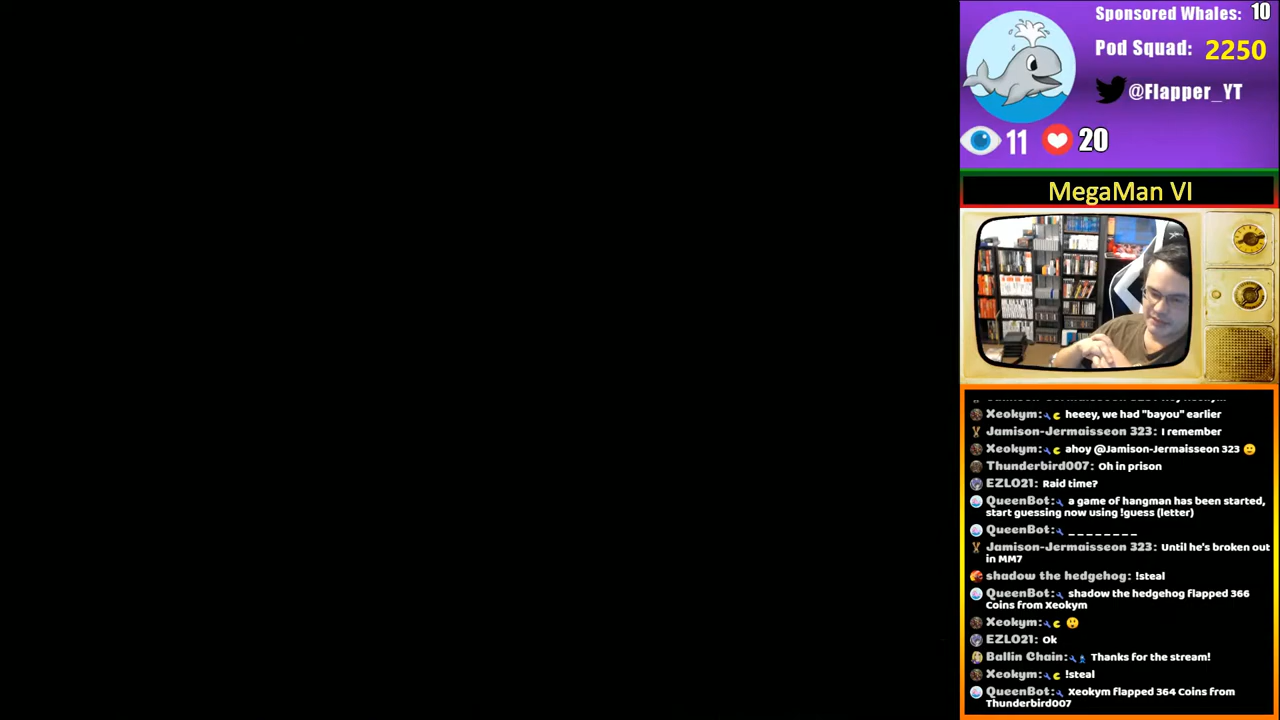 Sponsored Whales: 10
Pod Squad: 2250
@Flapper_YT
11 20
MegaMan VI
Xeokym: heeey, we had "bayou" earlier
Jamison-Jermaisseon 323: I remember
Xeokym: ahoy @Jamison-Jermaisseon 323
Thunderbird007: Oh in prison
EZLO21: Raid time?
QueenBot: a game of hangman has been started,
start guessing now using !guess (letter)
QueenBot: _ _ _ _ _ _ _ _
Jamison-Jermaisseon 323: Until he's broken out
in MM7
shadow the hedgehog: !steal
QueenBot: shadow the hedgehog flapped 366
Coins from Xeokym
Xeokym:
EZLO21: Ok
Ballin Chain: Thanks for the stream!
Xeokym: !steal
QueenBot: Xeokym flapped 364 Coins from
Thunderbird007